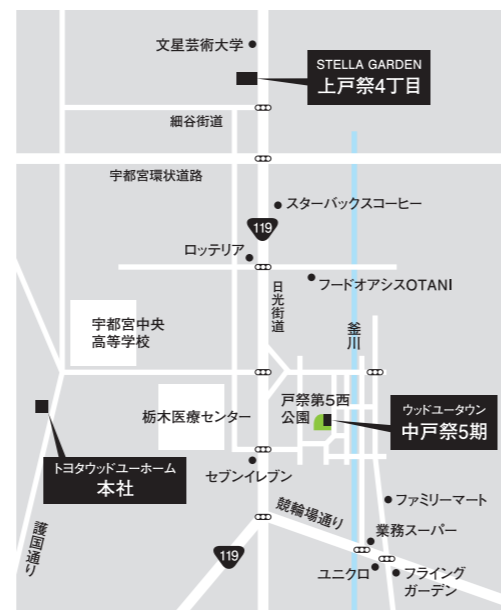 文星芸術大学
STELLA GARDEN
上戸祭4丁目
細谷街道
宇都宮環状道路
スターバックスコーヒー
119
ロッテリア
日光街道
フードオアシスOTANI
宇都宮中央
高等学校
釜川
戸祭第5西
公園
栃木医療センター
ウッドユータウン
中戸祭5期
トヨタウッドユーホーム
本社
セブンイレブン
ファミリーマート
競輪場通り
護国通り
業務スーパー
119
ユニクロ
フライング
ガーデン